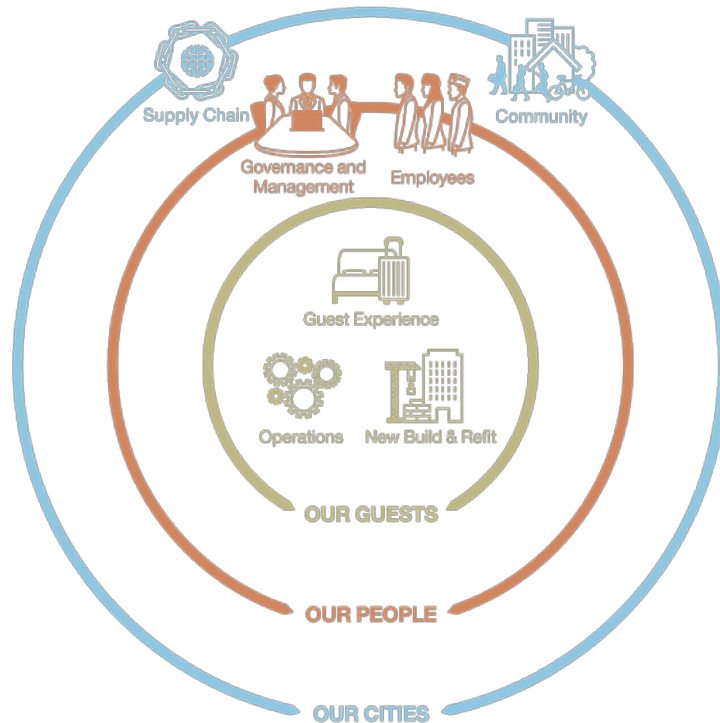 Supply Chain
Community
Governance and
Management
Employees
Guest Experience
Operations
New Build & Refit
OUR GUESTS
OUR PEOPLE
OUR CITIES